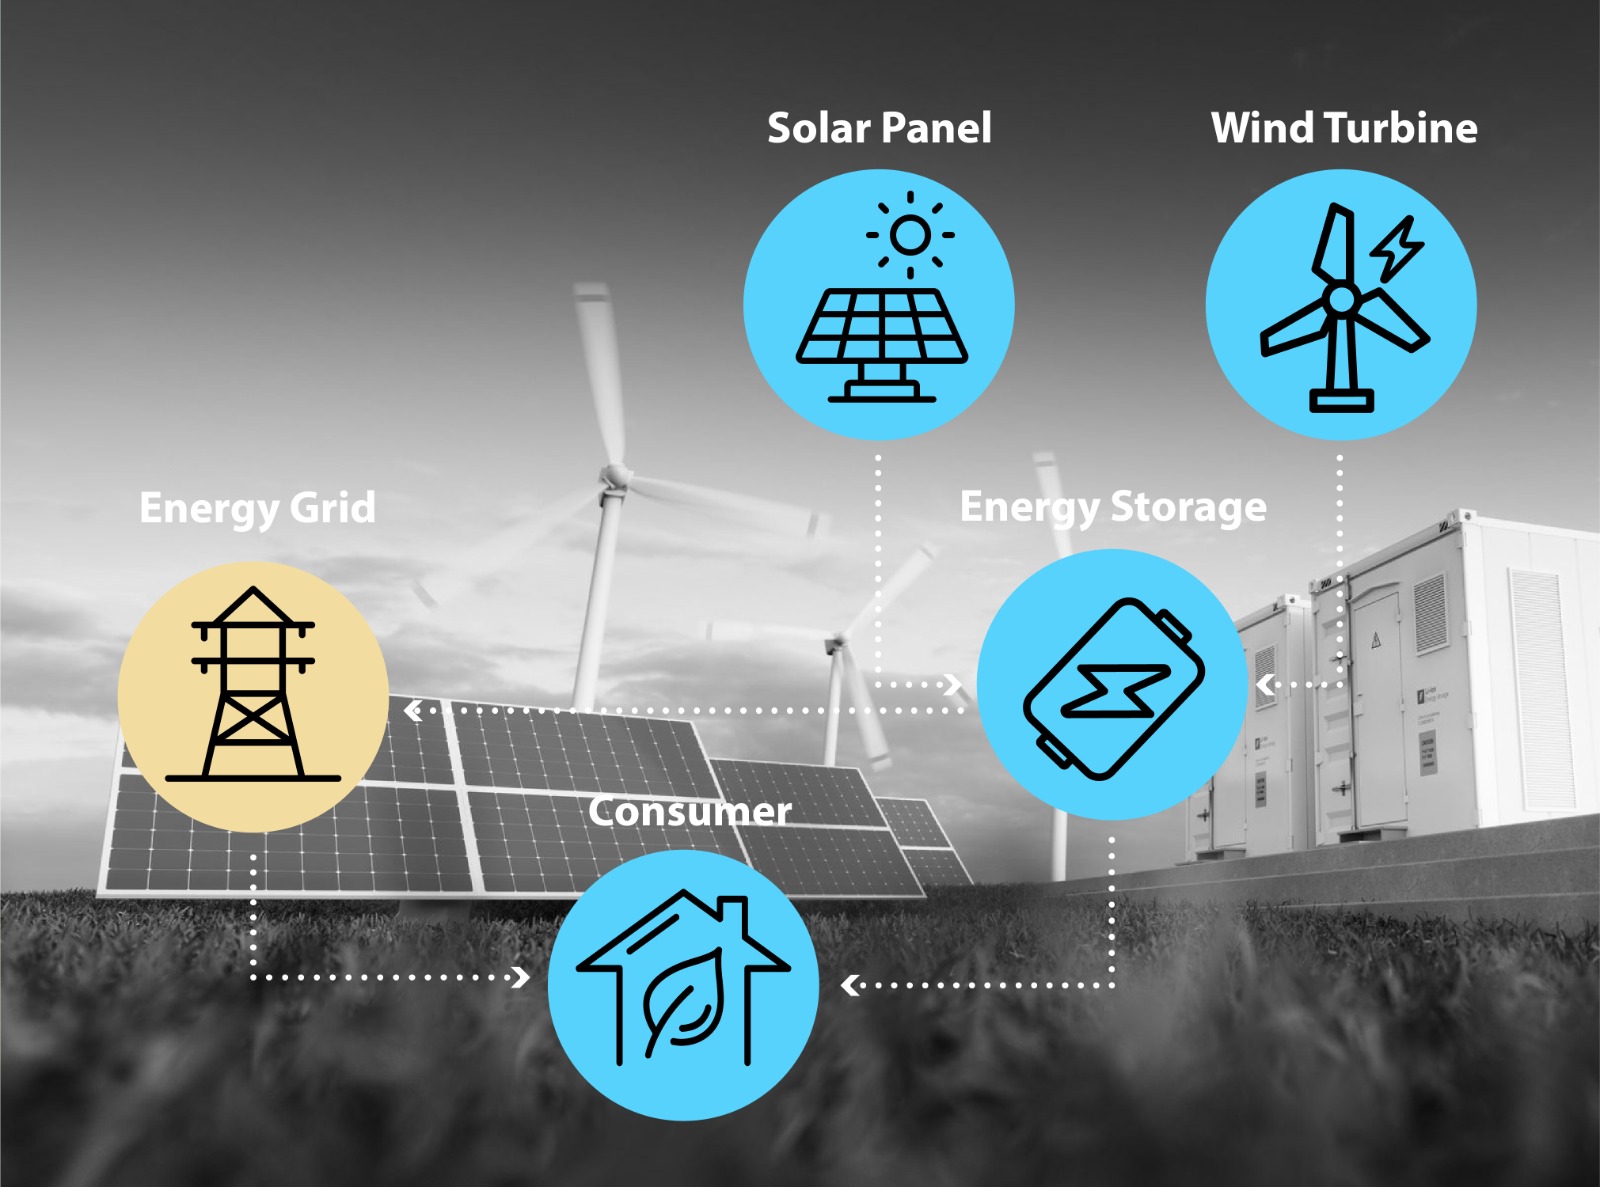 Solar Panel
Wind Turbine
Energy Grid
Energy Storage
Consumer